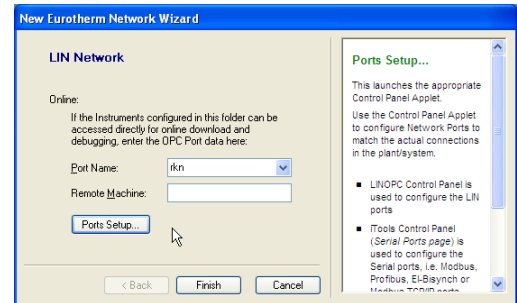 New Eurotherm Network Wizard
LIN Network
Online:
If the Instruments configured in this folder can be
accessed directly for online download and
debugging, enter the OPC Port data here:
Port Name:
rkn
Remote Machine:
Ports Setup...
< Back
Finish
Cancel
Ports Setup...
This launches the appropriate
Control Panel Applet.
Use the Control Panel Applet
to configure Network Ports to
match the actual connections
in the plant/system.
■ LINOPC Control Panel is
used to configure the LIN
ports
■ iTools Control Panel
(Serial Ports page) is
used to configure the
Serial ports, i.e. Modbus,
Profibus, EI-Bisynch or
Modbus TCP/IP ports